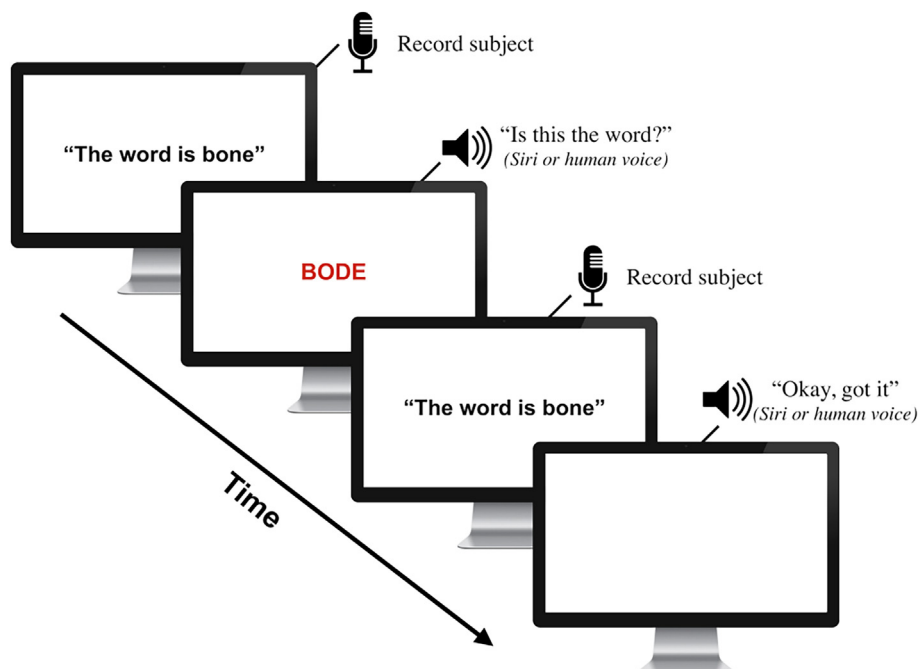 Record subject
“The word is bone”
“Is this the word?”
(Siri or human voice)
BODE
Record subject
“The word is bone”
“Okay, got it”
(Siri or human voice)
Time